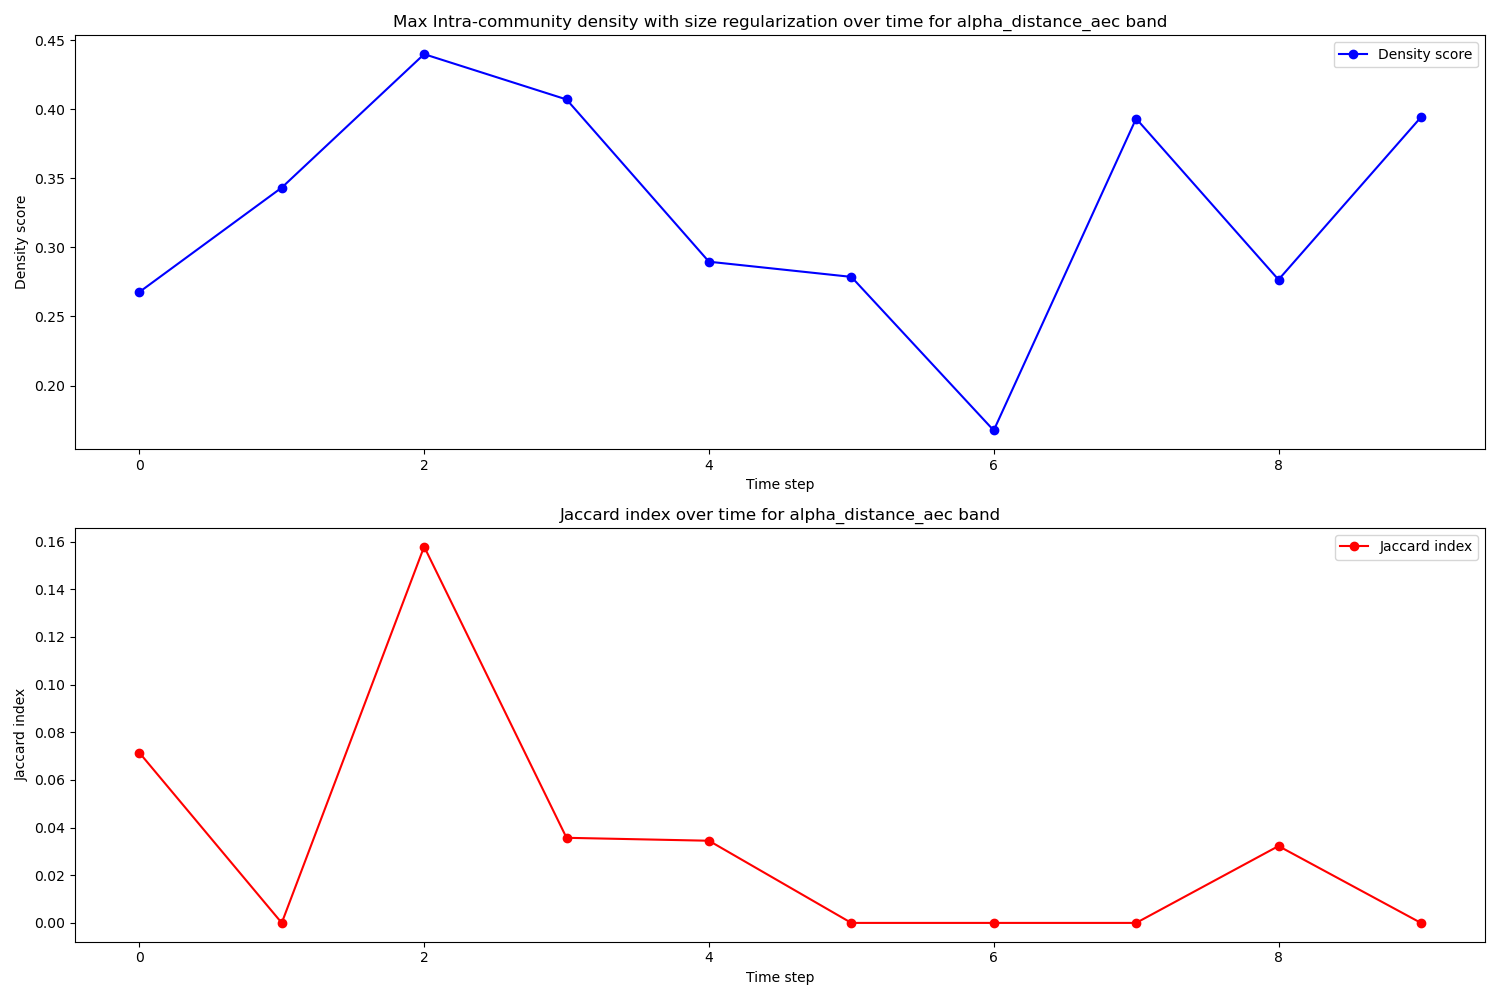 Max Intra-community density with size regularization over time for alpha_distance_aec band
Density score
0.45
0.40
0.35
0.30
0.25
0.20
Density score
0 2 4 6 8
Time step
Jaccard index over time for alpha_distance_aec band
Jaccard index
0.16
0.14
0.12
0.10
0.08
0.06
0.04
0.02
0.00
Jaccard index
0 2 4 6 8
Time step